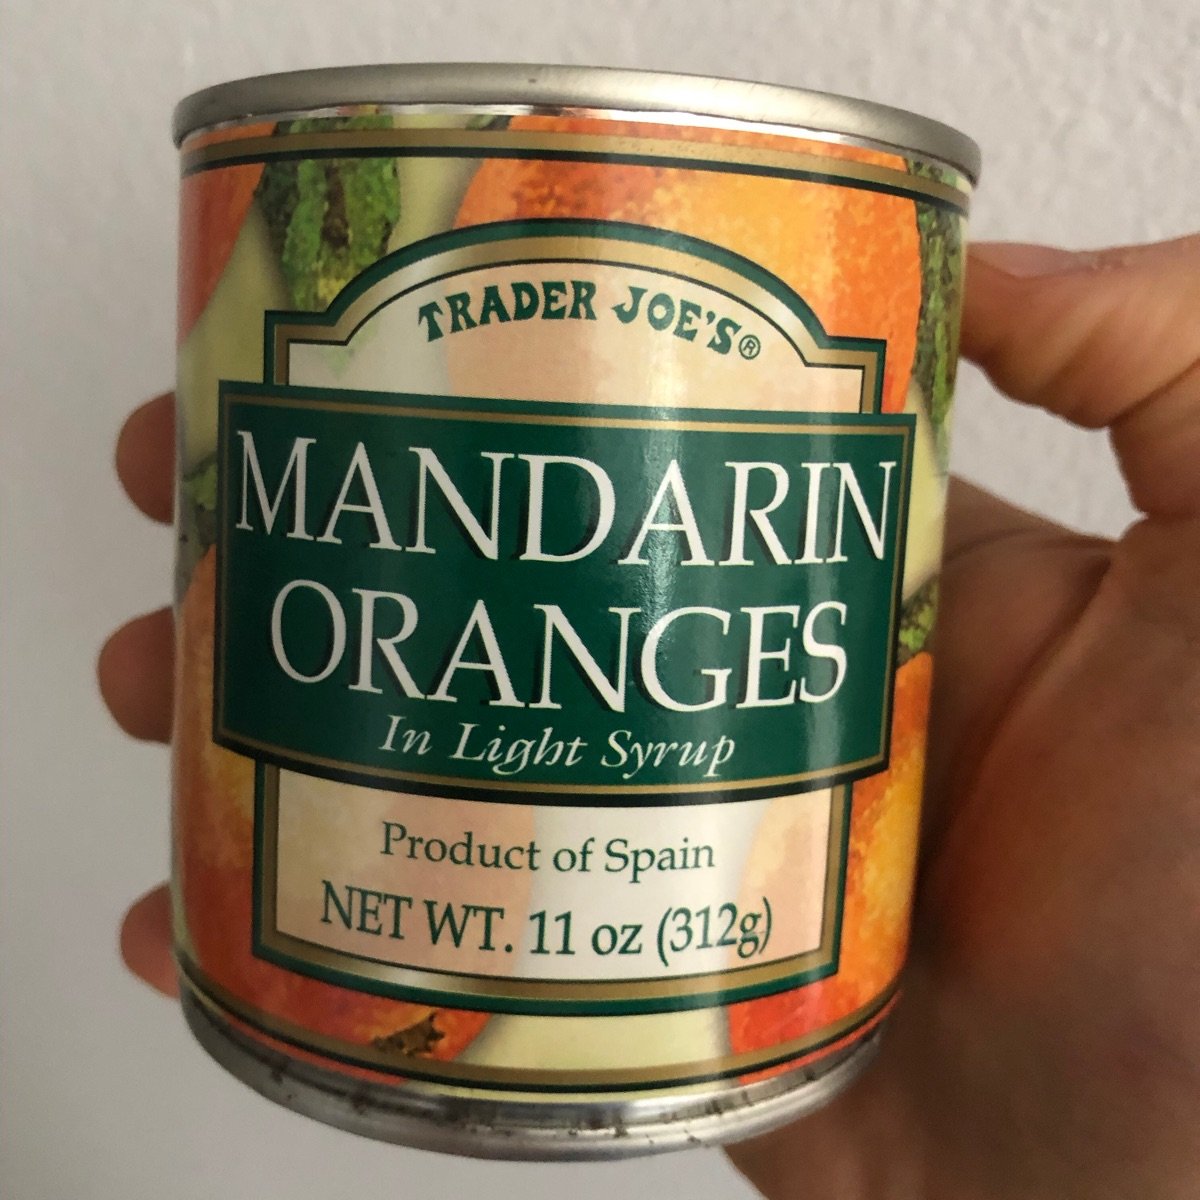 TRADER JOE'S®
MANDARIN
ORANGES
In Light Syrup
Product of Spain
NET WT. 11 oz (312g)